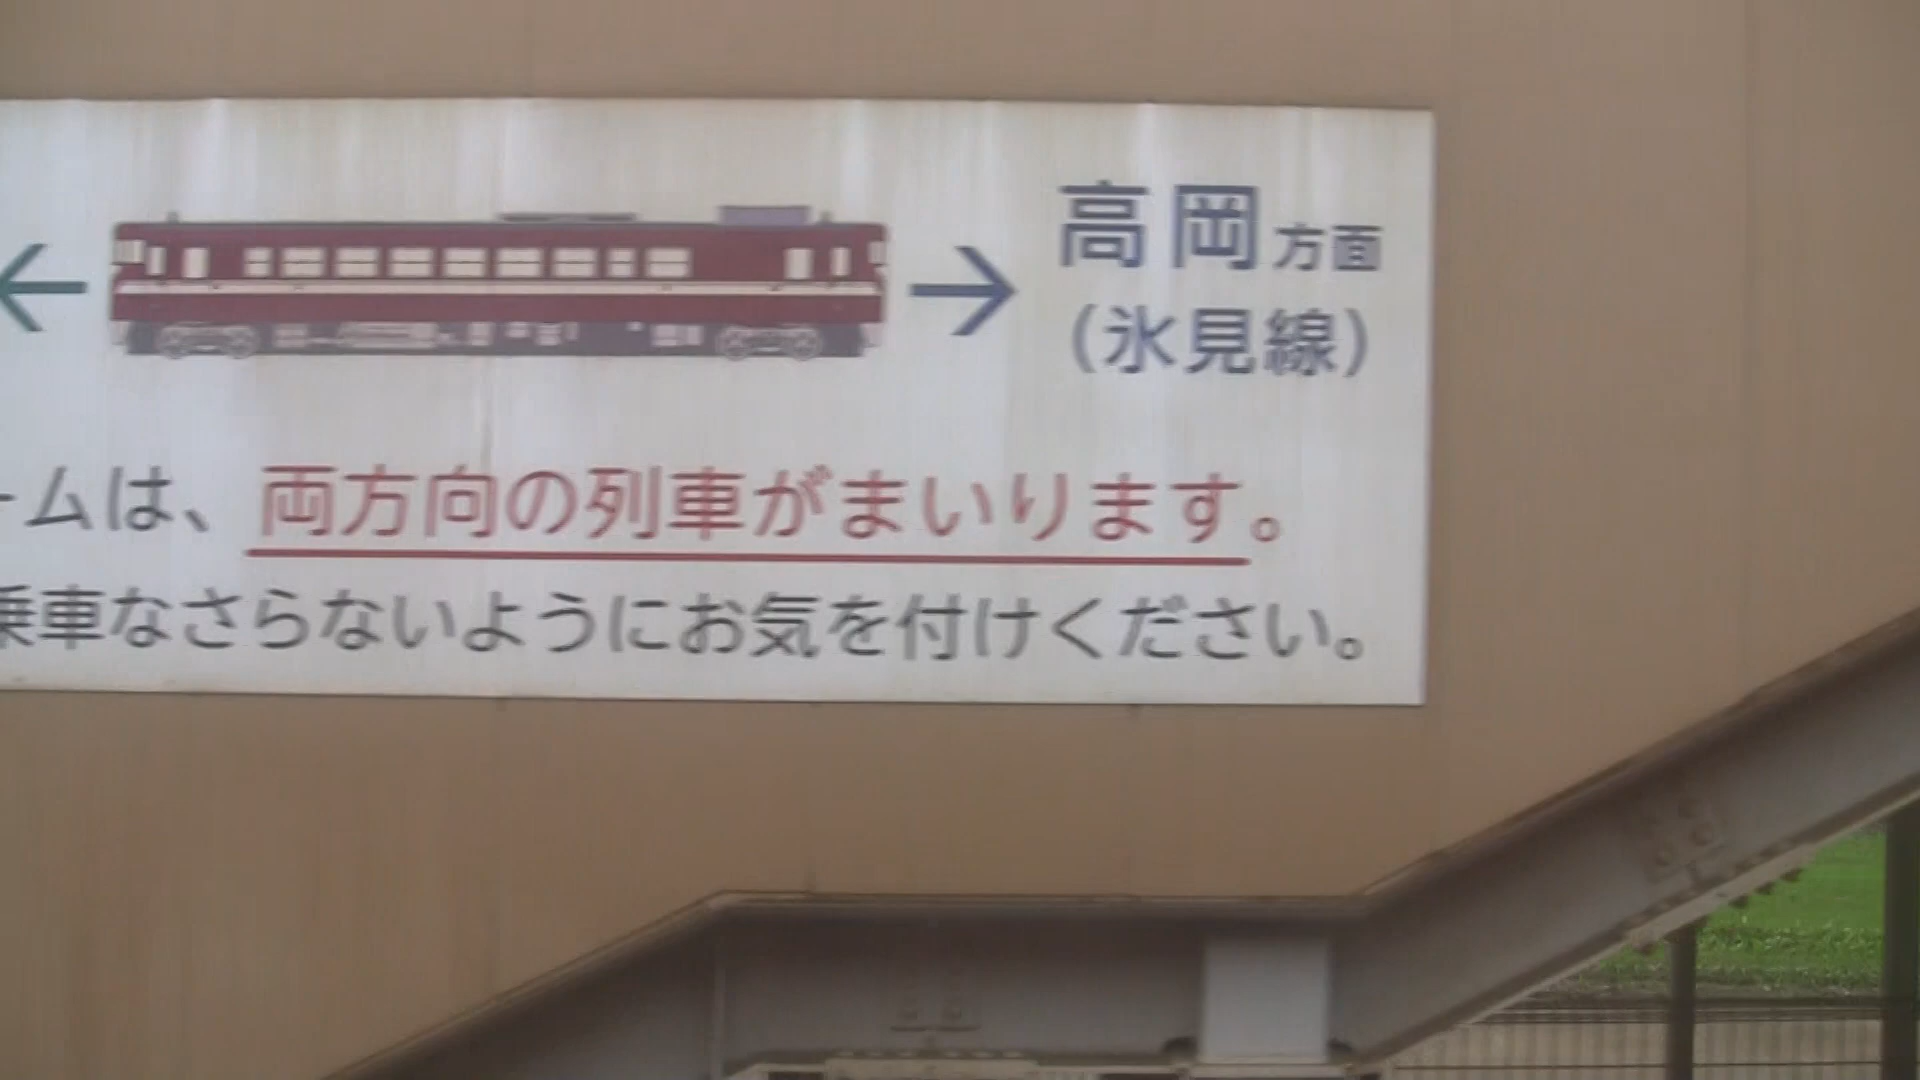 ← → 高岡方面
(氷見線)
ームは、両方向の列車がまいります。
乗車なさらないようにお気を付けください。